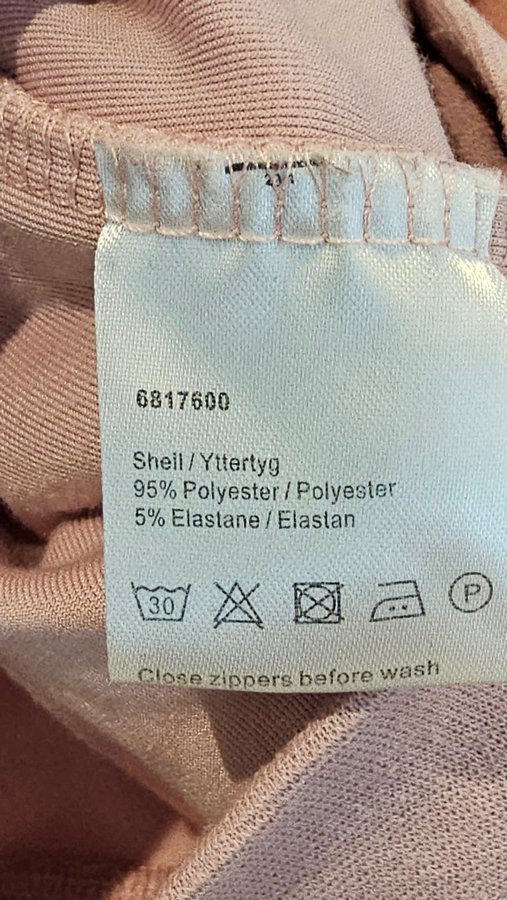 6817600
Shell / Yttertyg
95% Polyester / Polyester
5% Elastane / Elastan
30 P
Close zippers before wash